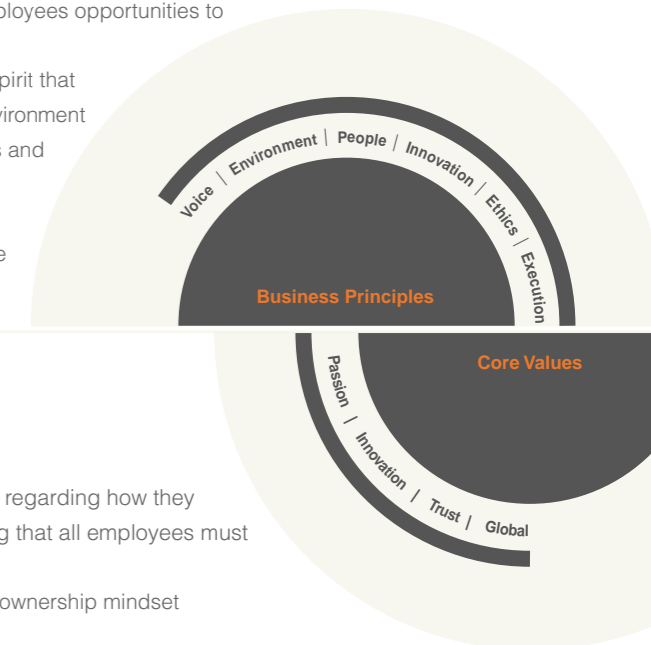 ployees opportunities to
pirit that
vironment
s and
e
Voice | Environment | People | Innovation | Ethics | Execution
Business Principles
Core Values
Passion | Innovation | Trust | Global
regarding how they
g that all employees must
ownership mindset